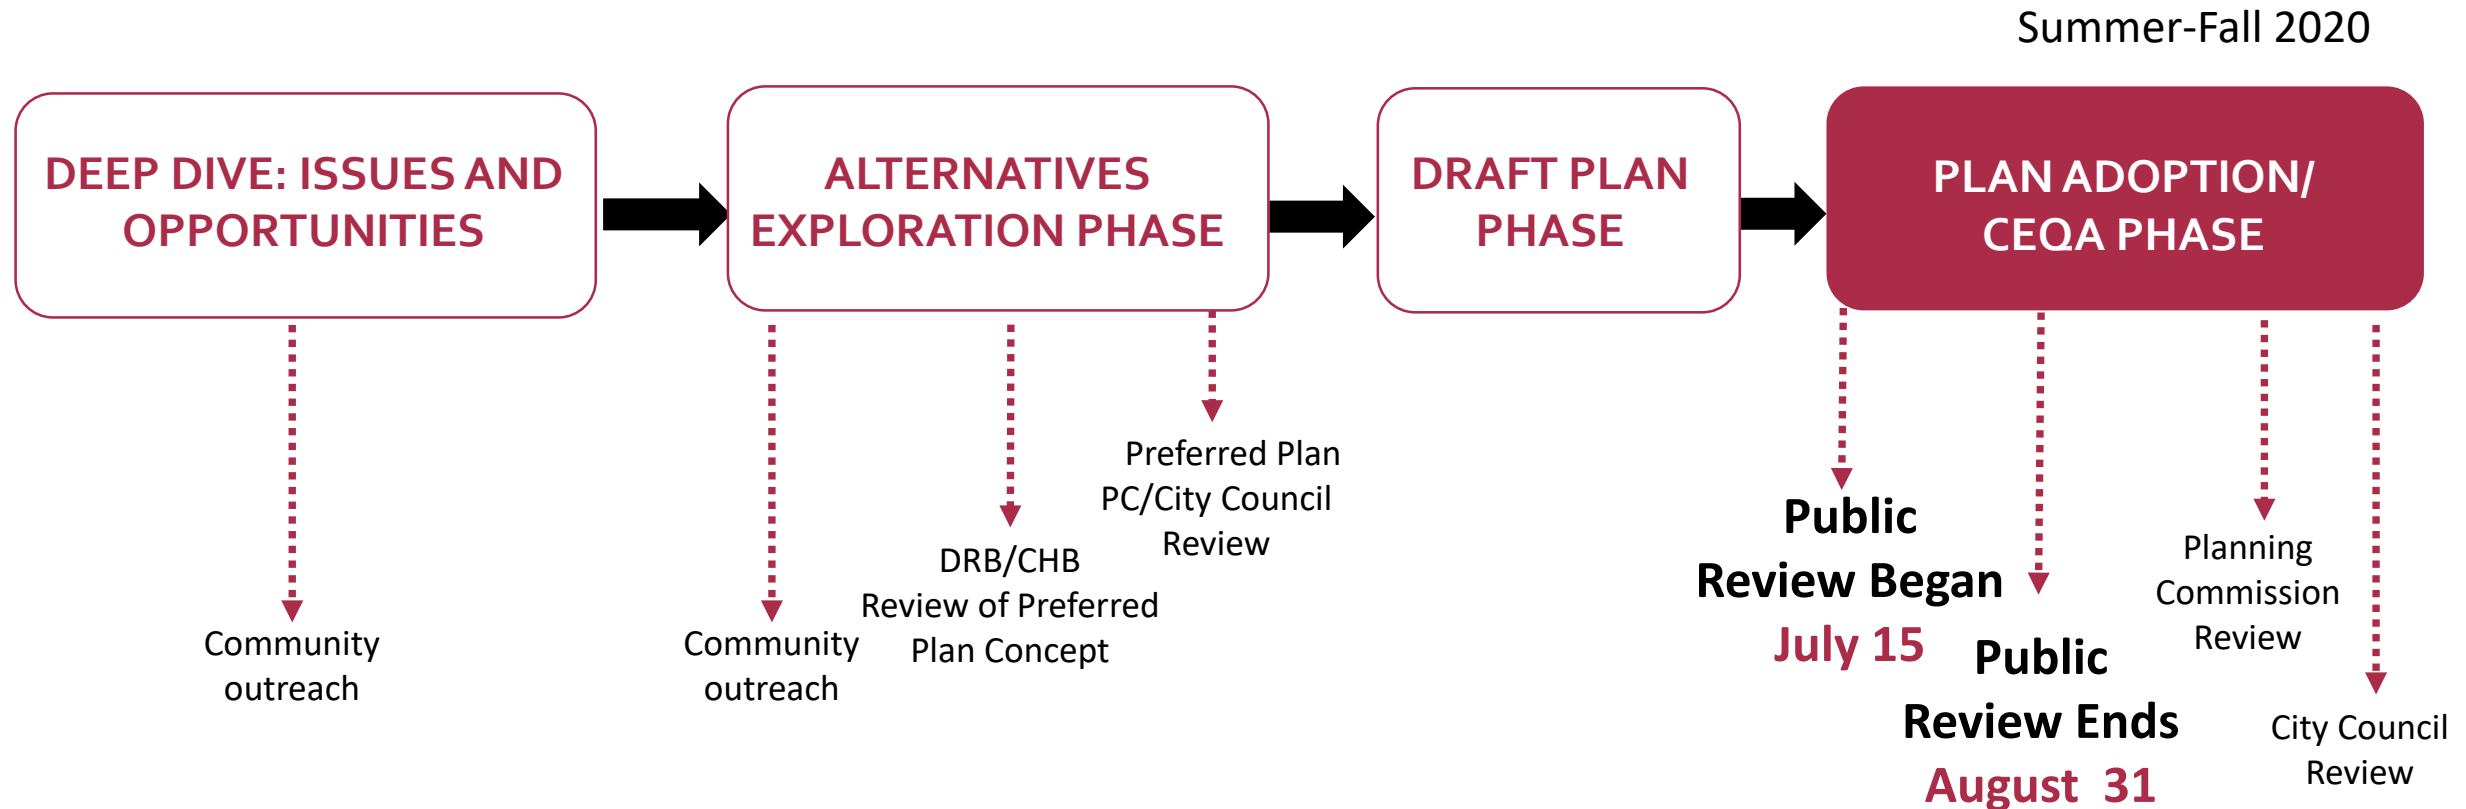 Summer-Fall 2020
DEEP DIVE: ISSUES AND
OPPORTUNITIES
ALTERNATIVES
EXPLORATION PHASE
DRAFT PLAN
PHASE
PLAN ADOPTION/
CEQA PHASE
Community
outreach
Community
outreach
DRB/CHB
Review of Preferred
Plan Concept
Preferred Plan
PC/City Council
Review
Public
Review Began
July 15
Public
Review Ends
August 31
Planning
Commission
Review
City Council
Review